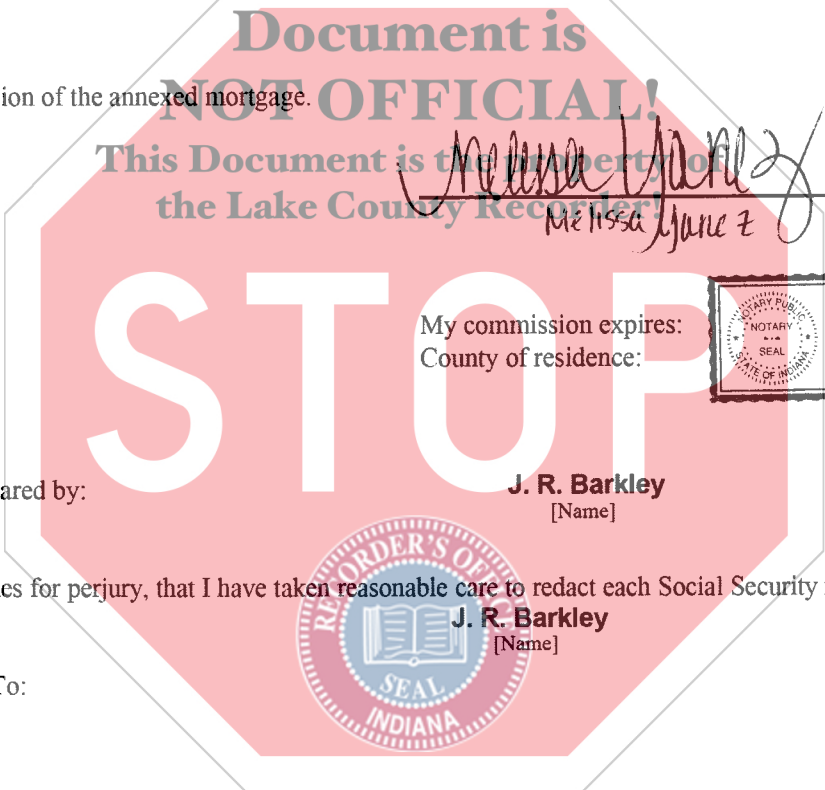 Document is
NOT OFFICIAL!
This Document is the property of
the Lake County Recorder!
ion of the annexed mortgage.
Melissa Yanez
Melissa Yanez
STOP
My commission expires:
County of residence:
NOTARY PUBLIC
NOTARY
SEAL
STATE OF INDIANA
ared by:
J. R. Barkley
[Name]
es for perjury, that I have taken reasonable care to redact each Social Security
J. R. Barkley
[Name]
RECORDER'S OFFICE
SEAL
INDIANA
To: